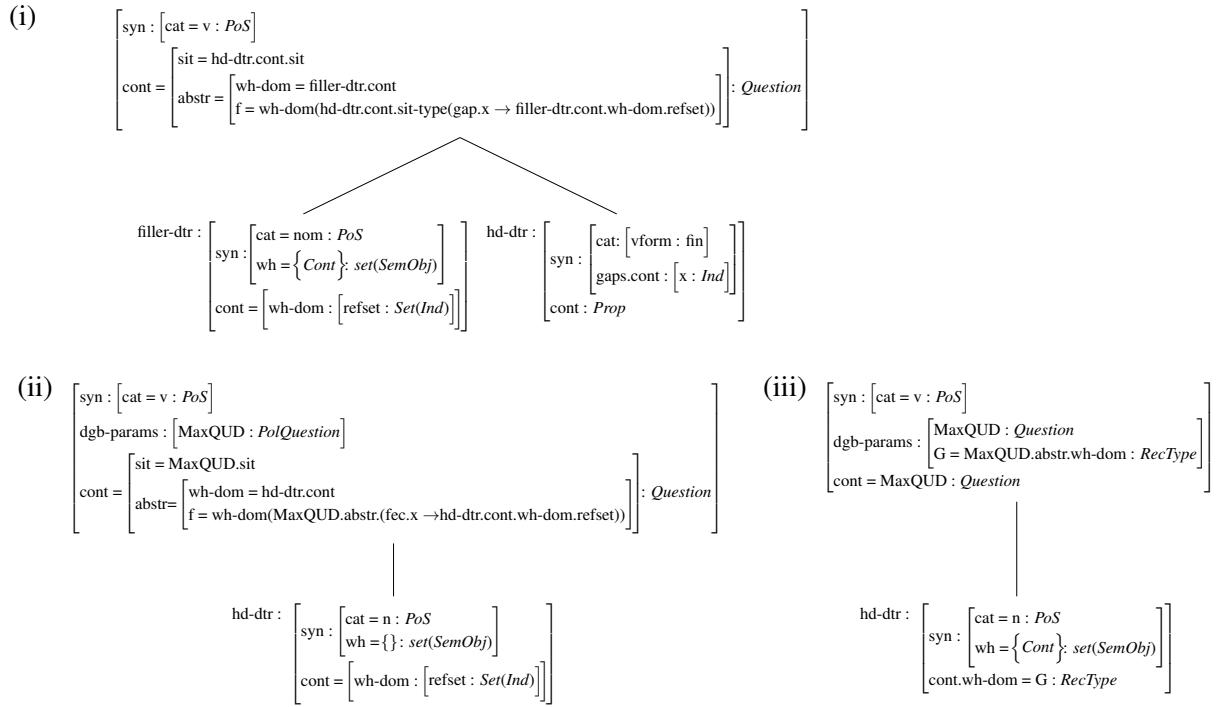 (i)
syn : [cat = v : PoS]
cont = [sit = hd-dtr.cont.sit
abstr = [wh-dom = filler-dtr.cont
f = wh-dom(hd-dtr.cont.sit-type(gap.x → filler-dtr.cont.wh-dom.refset))]] : Question
filler-dtr : [syn : [cat = nom : PoS
wh = {Cont} : set(SemObj)]
cont = [wh-dom : [refset : Set(Ind)]]]
hd-dtr : [syn : [cat: [vform : fin]
gaps.cont : [x : Ind]]
cont : Prop]
(ii)
syn : [cat = v : PoS]
dgb-params : [MaxQUD : PolQuestion]
cont = [sit = MaxQUD.sit
abstr= [wh-dom = hd-dtr.cont
f = wh-dom(MaxQUD.abstr.(fec.x →hd-dtr.cont.wh-dom.refset))]] : Question
hd-dtr : [syn : [cat = n : PoS
wh = {} : set(SemObj)]
cont = [wh-dom : [refset : Set(Ind)]]]
(iii)
syn : [cat = v : PoS]
dgb-params : [MaxQUD : Question
G = MaxQUD.abstr.wh-dom : RecType]
cont = MaxQUD : Question
hd-dtr : [syn : [cat = n : PoS
wh = {Cont} : set(SemObj)]
cont.wh-dom = G : RecType]